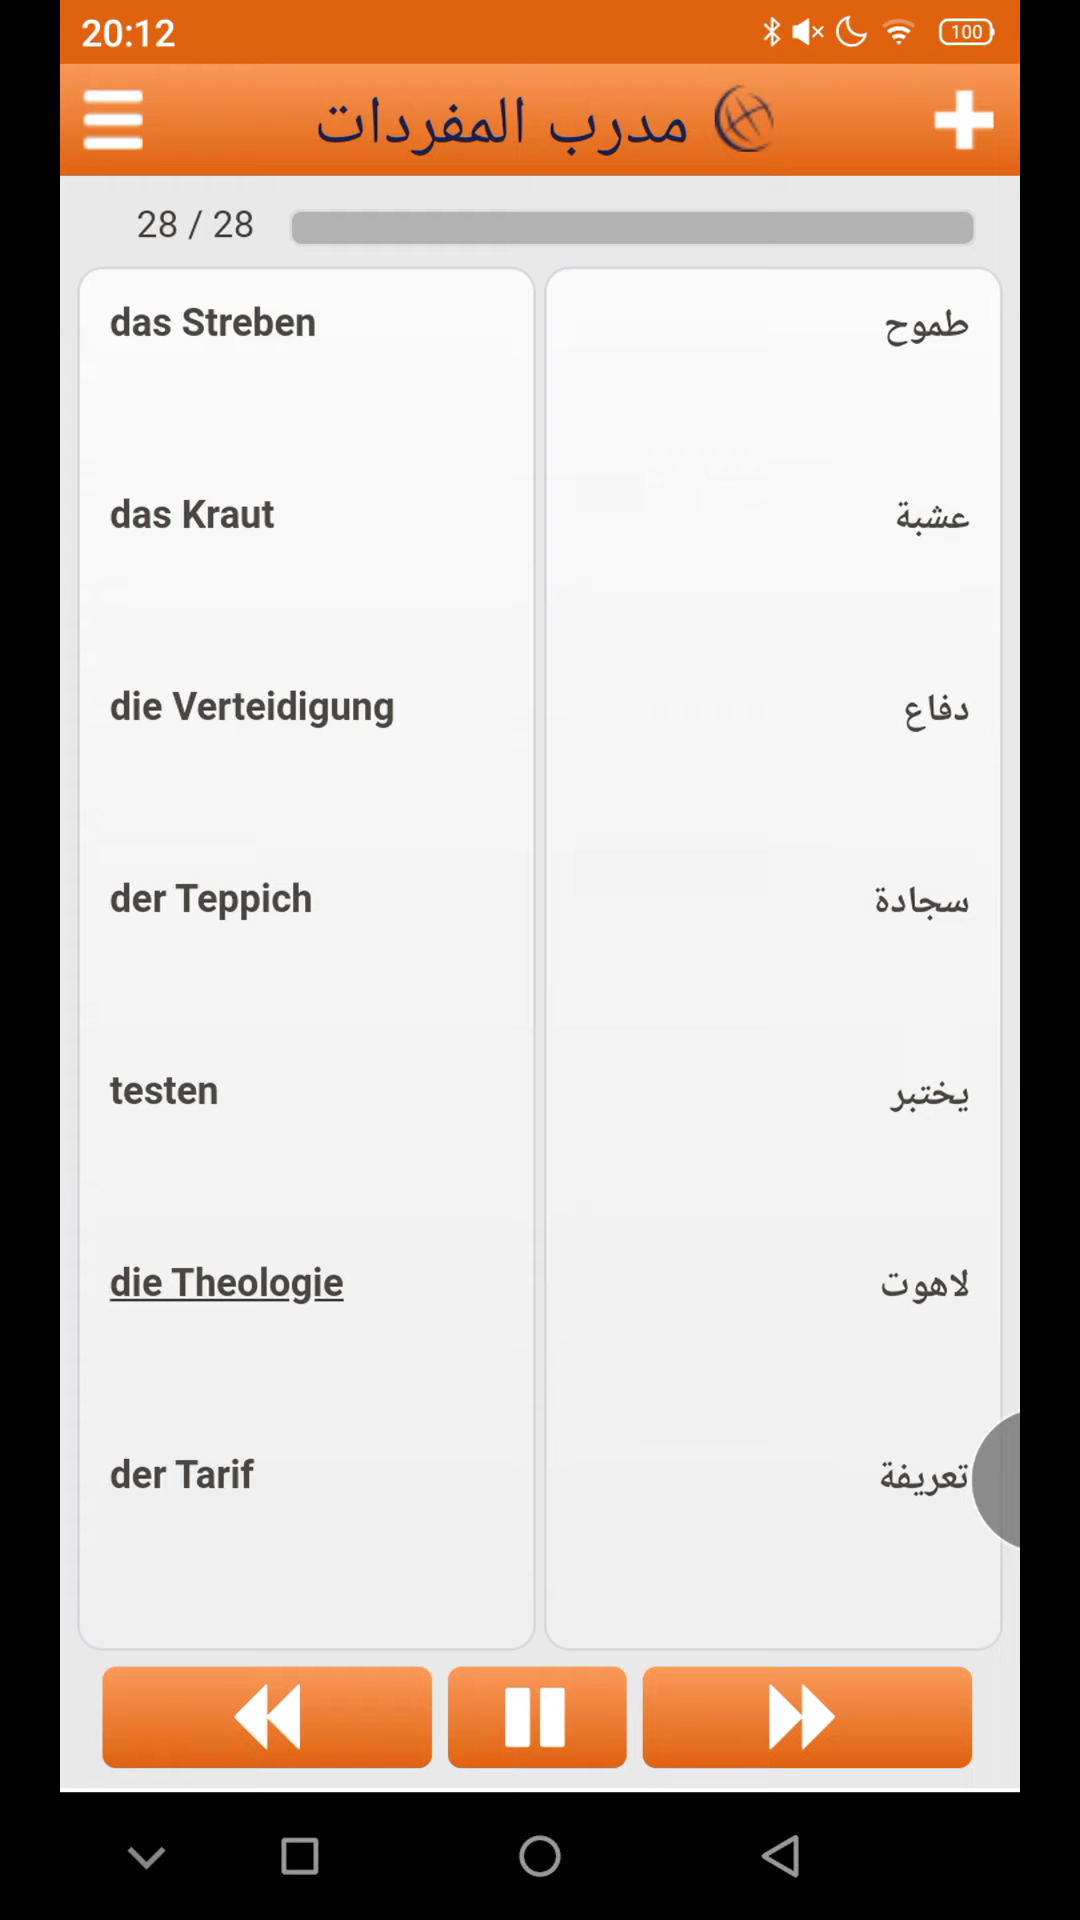 20:12
100
مدرب المفردات
28 / 28
das Streben
طموح
das Kraut
عشبة
die Verteidigung
دفاع
der Teppich
سجادة
testen
يختبر
die Theologie
لاهوت
der Tarif
تعريفة